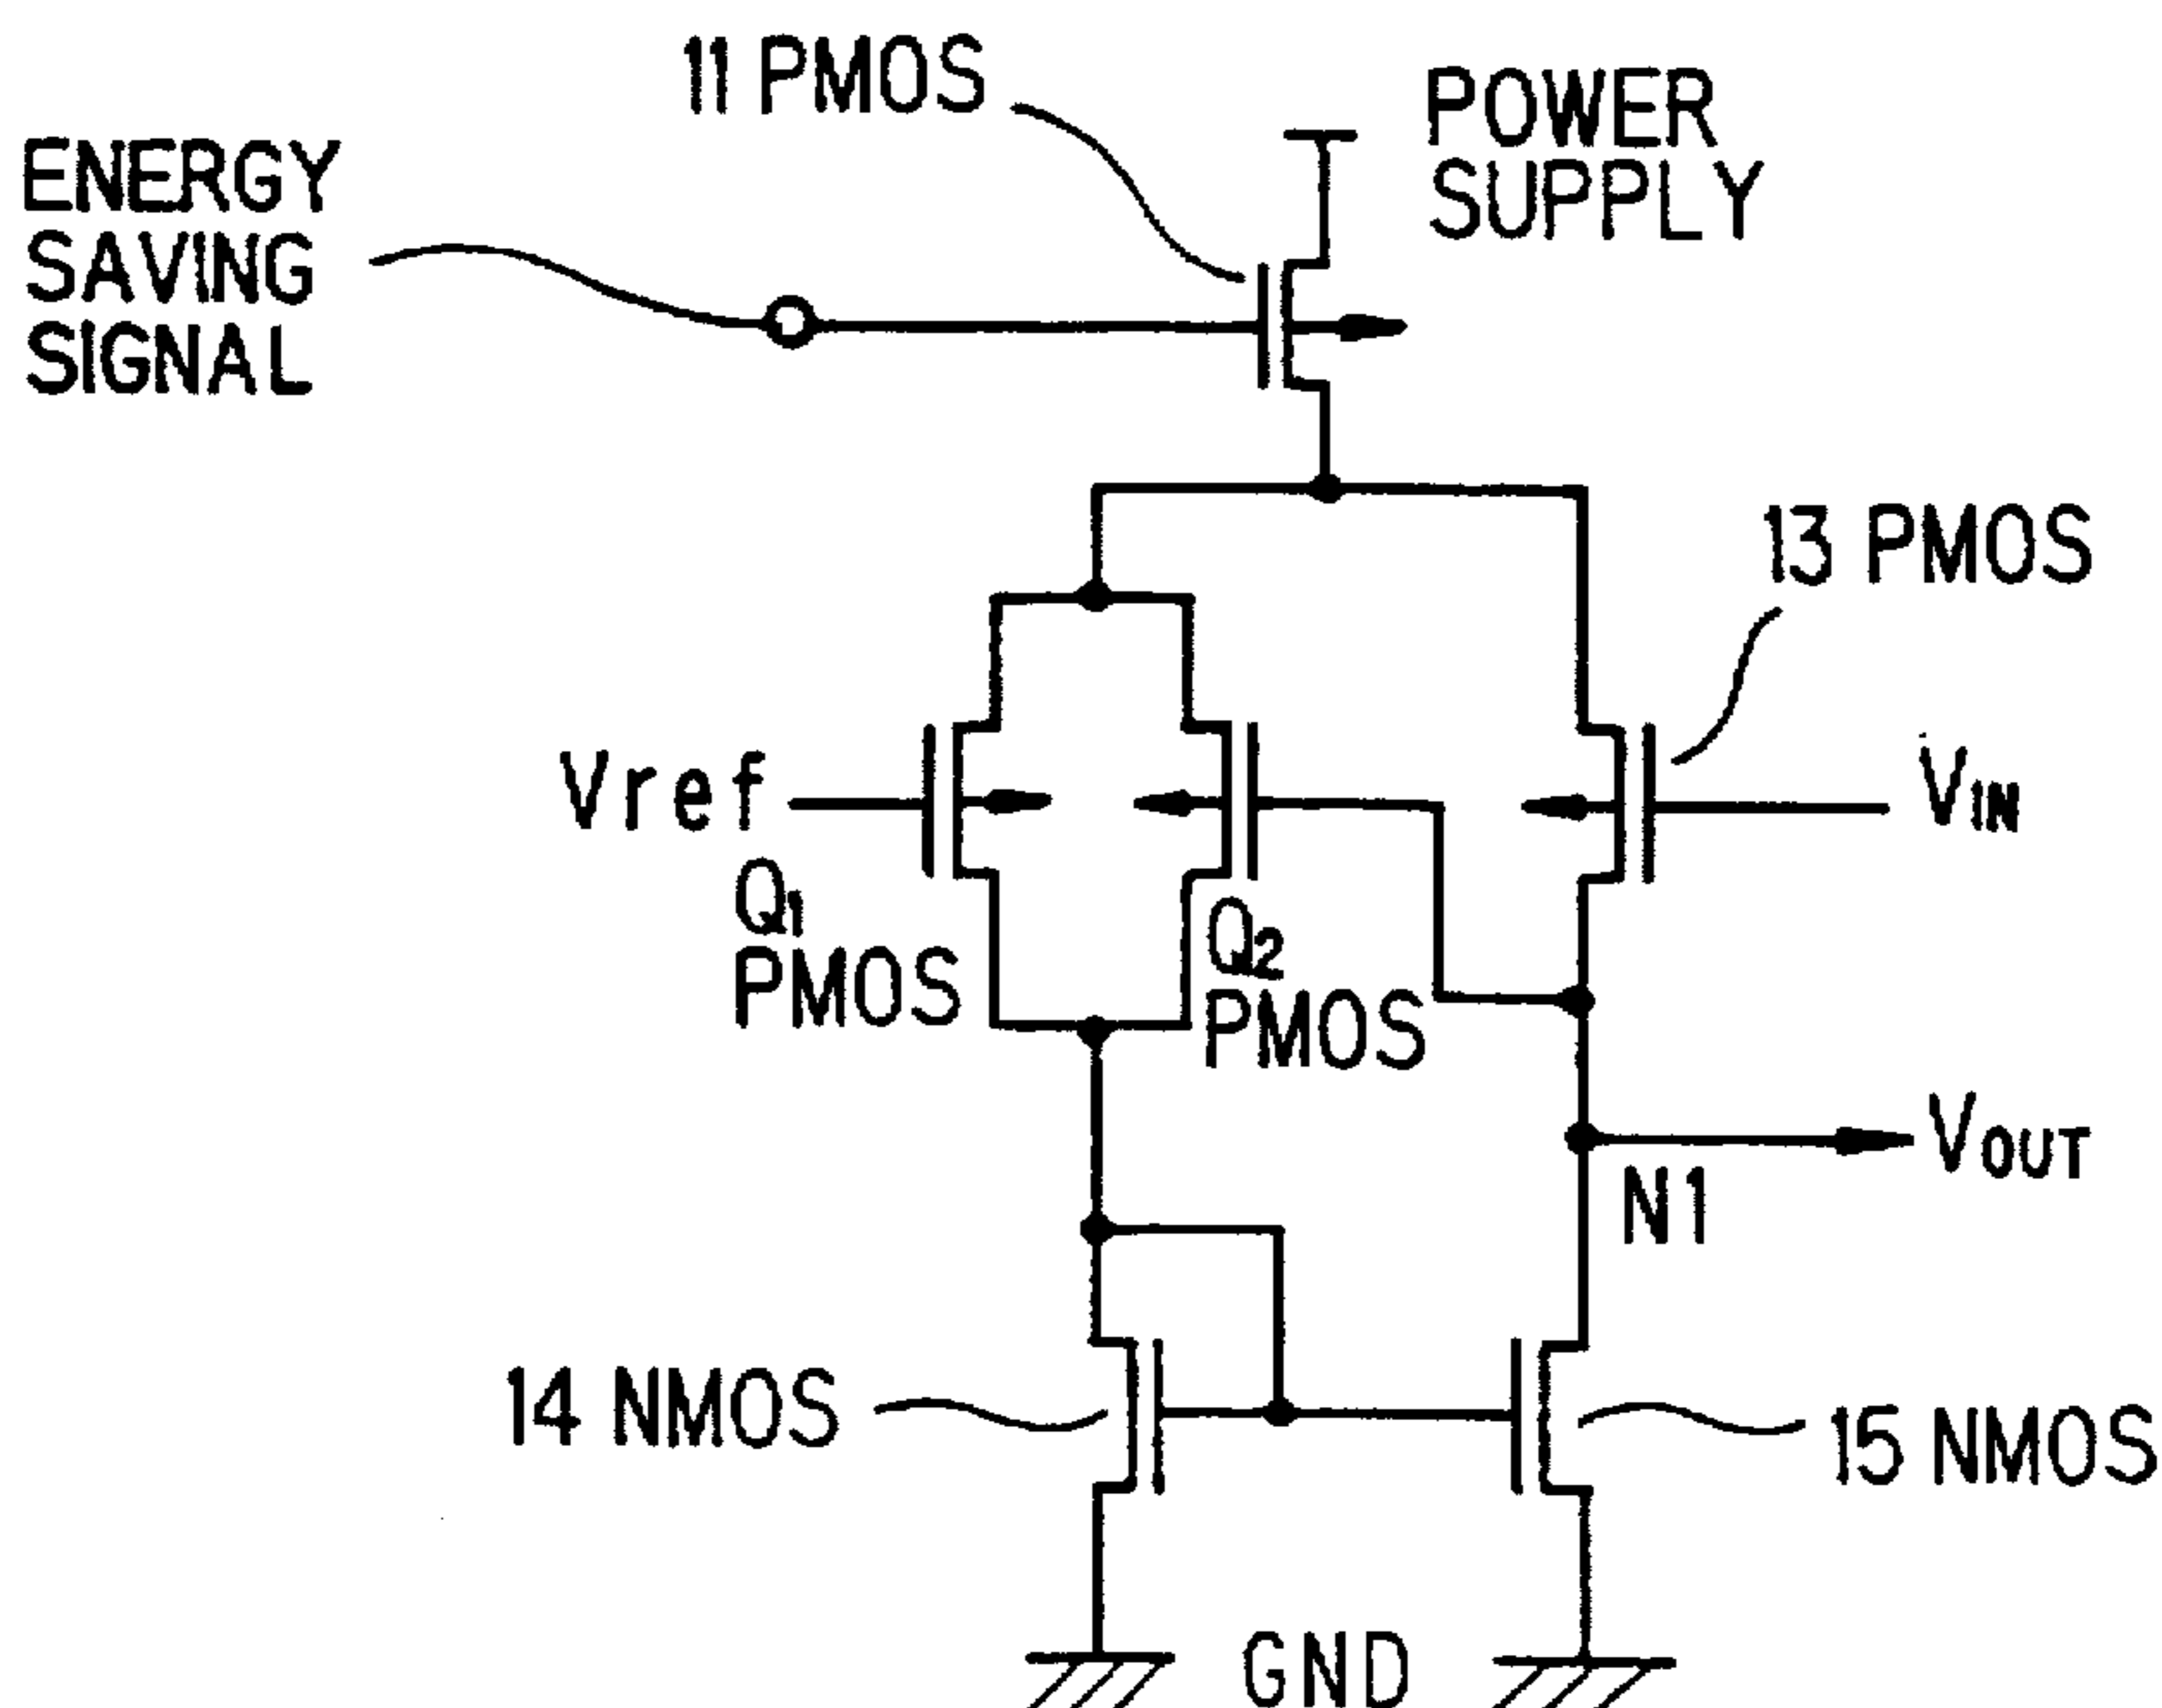 11 PMOS
POWER
SUPPLY
ENERGY
SAVING
SIGNAL
13 PMOS
Vref
VIN
Q1
PMOS
Q2
PMOS
VOUT
N1
14 NMOS
15 NMOS
GND